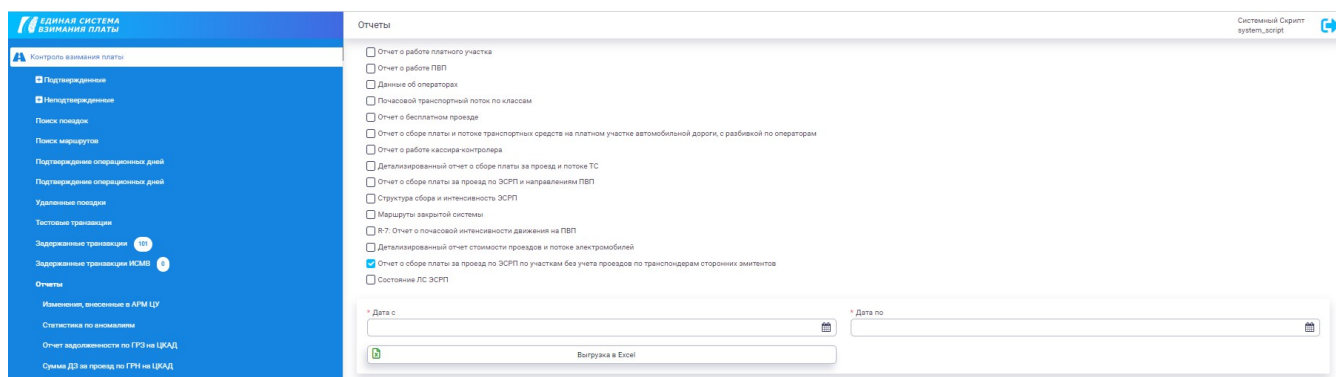 ЕДИНАЯ СИСТЕМА
ВЗИМАНИЯ ПЛАТЫ
Контроль взимания платы
Подтвержденные
Неподтвержденные
Поиск поездок
Поиск маршрутов
Подтверждение операционных дней
Подтверждение операционных дней
Удаленные поездки
Тестовые транзакции
Задержанные транзакции 101
Задержанные транзакции ИСМВ 0
Отчеты
Изменения, внесенные в АРМ ЦУ
Статистика по аномалиям
Отчет задолженности по ГРЗ на ЦКАД
Сумма ДЗ за проезд по ГРН на ЦКАД
Отчеты
Системный Скрипт
system_script
Отчет о работе платного участка
Отчет о работе ПВП
Данные об операторах
Почасовой транспортный поток по классам
Отчет о бесплатном проезде
Отчет о сборе платы и потоке транспортных средств на платном участке автомобильной дороги, с разбивкой по операторам
Отчет о работе кассира-контролера
Детализированный отчет о сборе платы за проезд и потоке ТС
Отчет о сборе платы за проезд по ЭСРП и направлениям ПВП
Структура сбора и интенсивность ЭСРП
Маршруты закрытой системы
R-7: Отчет о почасовой интенсивности движения на ПВП
Детализированный отчет стоимости проездов и потоке электромобилей
Отчет о сборе платы за проезд по ЭСРП по участкам без учета проездов по транспондерам сторонних эмитентов
Состояние ЛС ЭСРП
* Дата с
* Дата по
Выгрузка в Excel